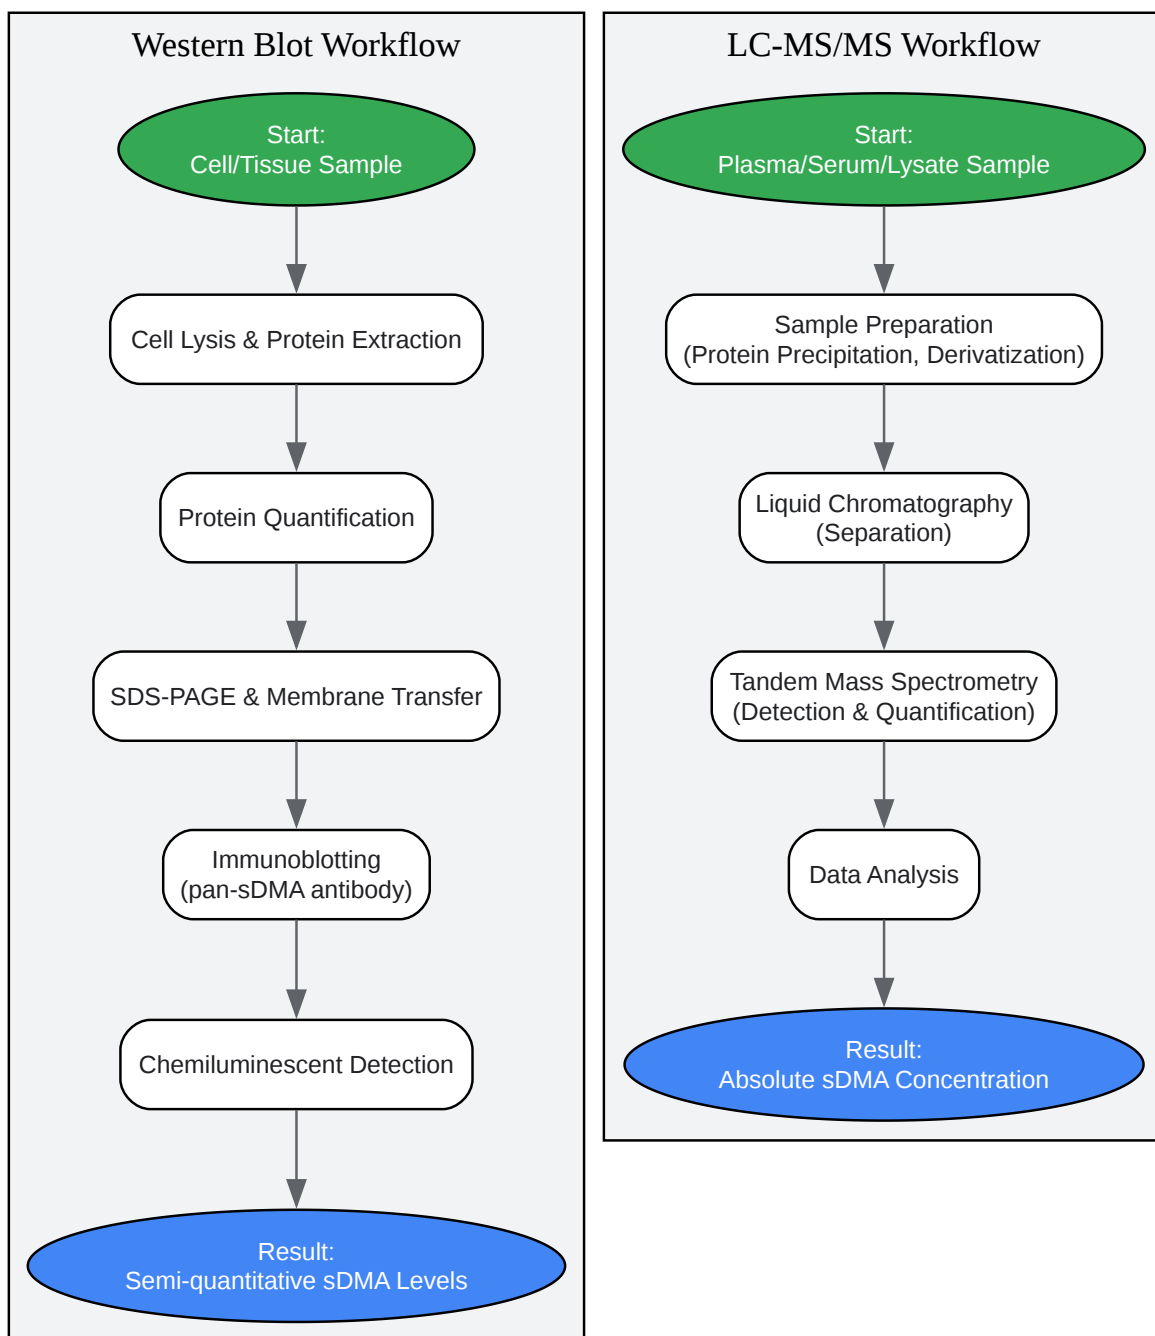 Western Blot Workflow
Start:
Cell/Tissue Sample
Cell Lysis & Protein Extraction
Protein Quantification
SDS-PAGE & Membrane Transfer
Immunoblotting
(pan-sDMA antibody)
Chemiluminescent Detection
Result:
Semi-quantitative sDMA Levels
LC-MS/MS Workflow
Start:
Plasma/Serum/Lysate Sample
Sample Preparation
(Protein Precipitation, Derivatization)
Liquid Chromatography
(Separation)
Tandem Mass Spectrometry
(Detection & Quantification)
Data Analysis
Result:
Absolute sDMA Concentration